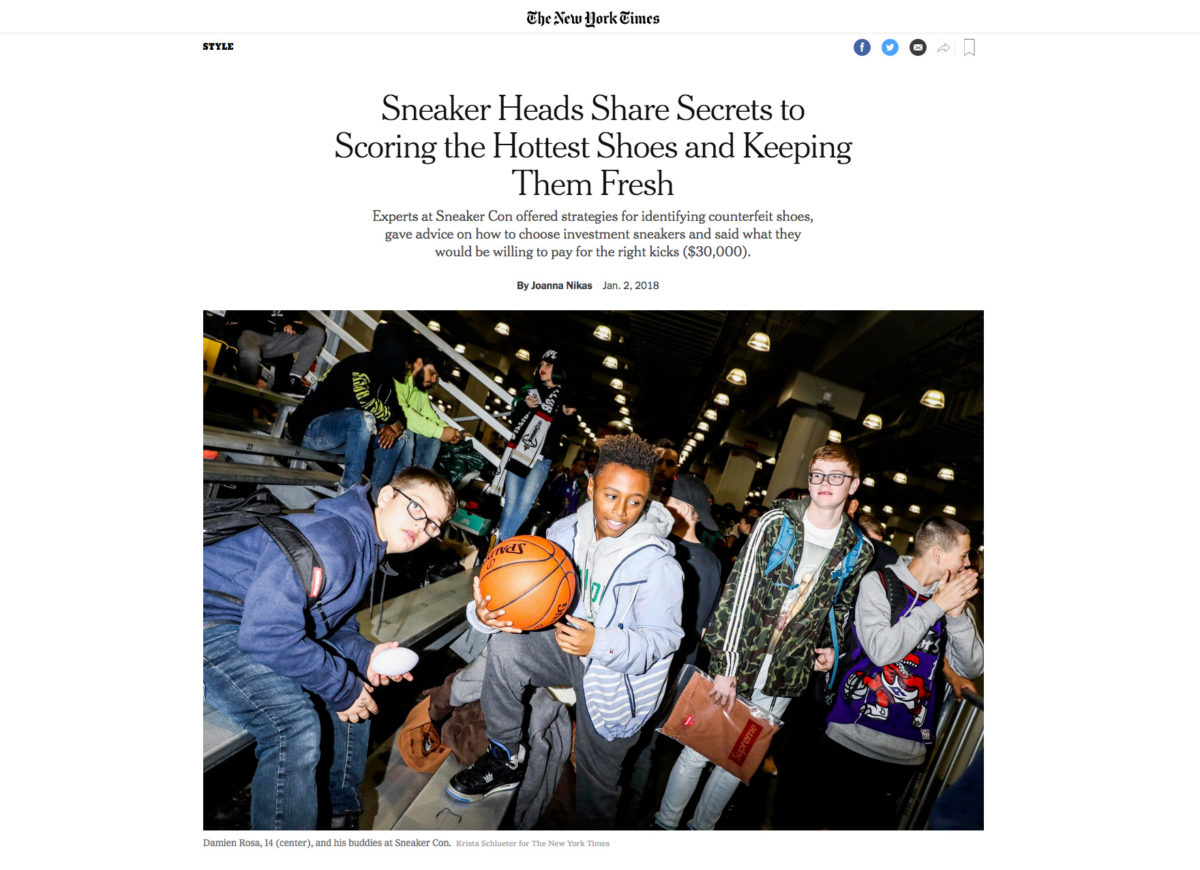 The New York Times
STYLE
Sneaker Heads Share Secrets to
Scoring the Hottest Shoes and Keeping
Them Fresh
Experts at Sneaker Con offered strategies for identifying counterfeit shoes,
gave advice on how to choose investment sneakers and said what they
would be willing to pay for the right kicks ($30,000).
By Joanna Nikas Jan. 2, 2018
SPALDING
Supreme
Damien Rosa, 14 (center), and his buddies at Sneaker Con. Krista Schlueter for The New York Times